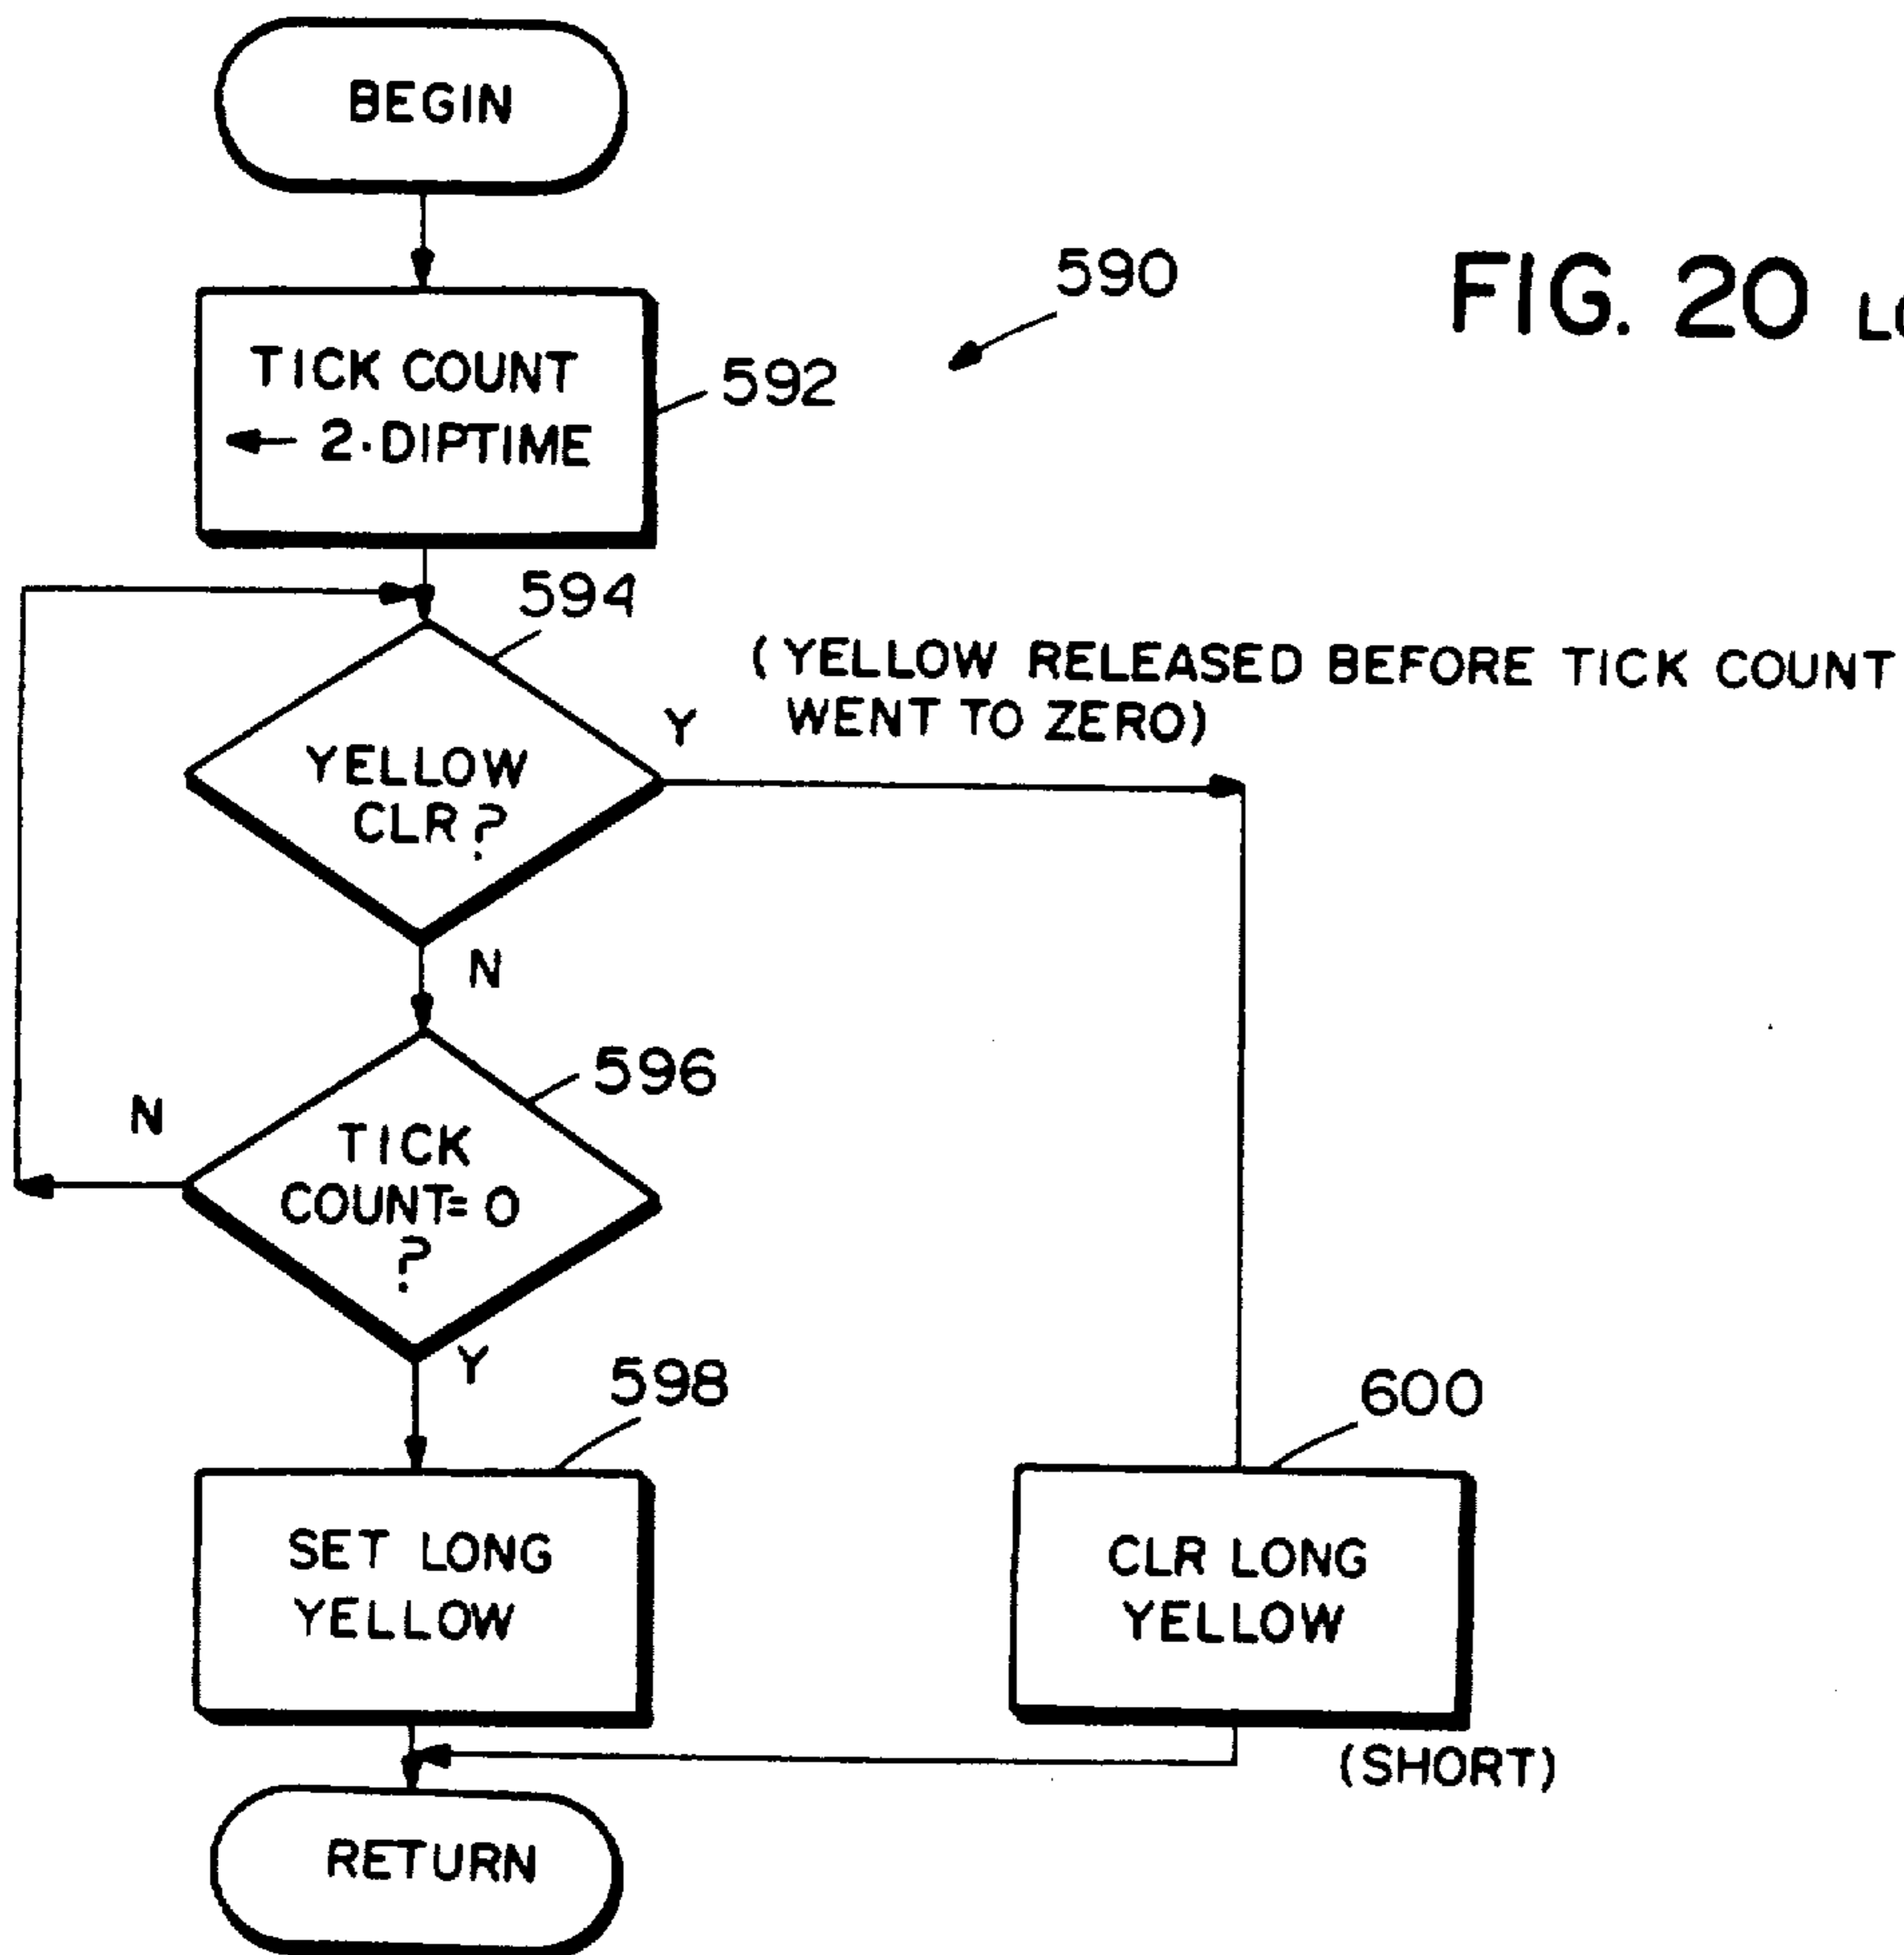 BEGIN
590
FIG. 20
TICK COUNT
← 2·DIPTIME
592
594
(YELLOW RELEASED BEFORE TICK COUNT
WENT TO ZERO)
Y
YELLOW
CLR?
N
596
N
TICK
COUNT=0
?
Y
598
600
SET LONG
YELLOW
CLR LONG
YELLOW
(SHORT)
RETURN